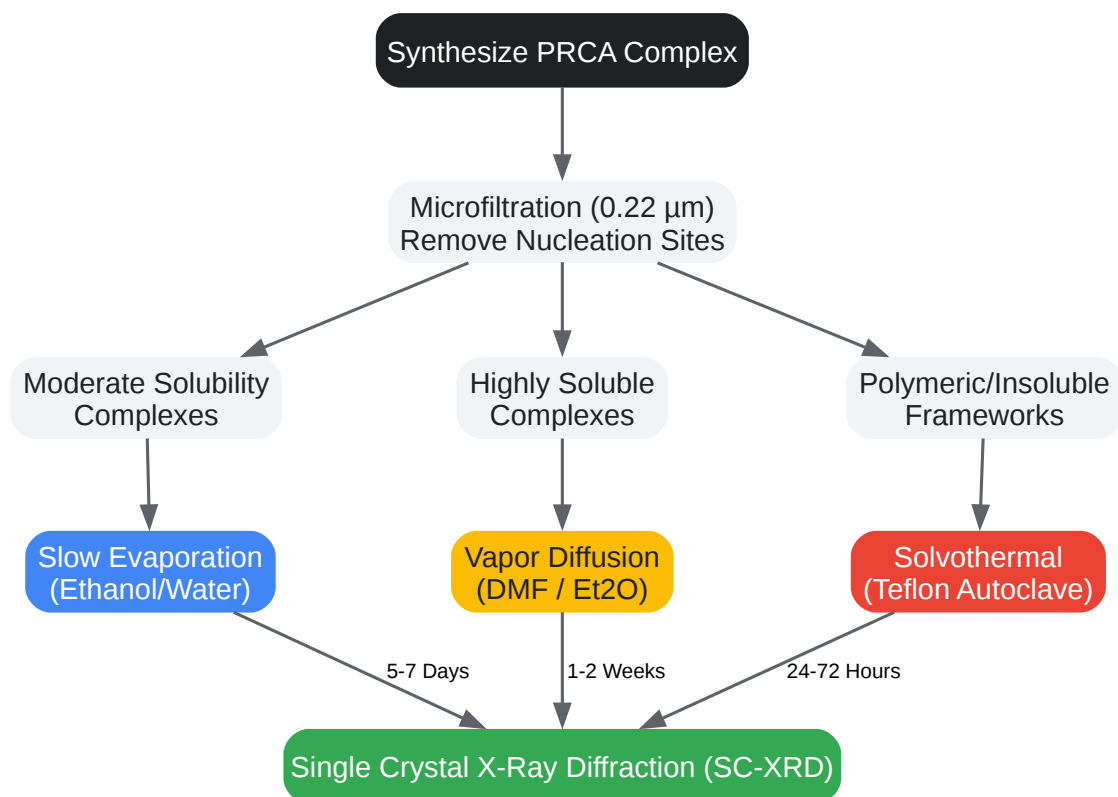 Synthesize PRCA Complex
Microfiltration (0.22 µm)
Remove Nucleation Sites
Moderate Solubility
Complexes
Highly Soluble
Complexes
Polymeric/Insoluble
Frameworks
Slow Evaporation
(Ethanol/Water)
Vapor Diffusion
(DMF / Et2O)
Solvothermal
(Teflon Autoclave)
5-7 Days
1-2 Weeks
24-72 Hours
Single Crystal X-Ray Diffraction (SC-XRD)